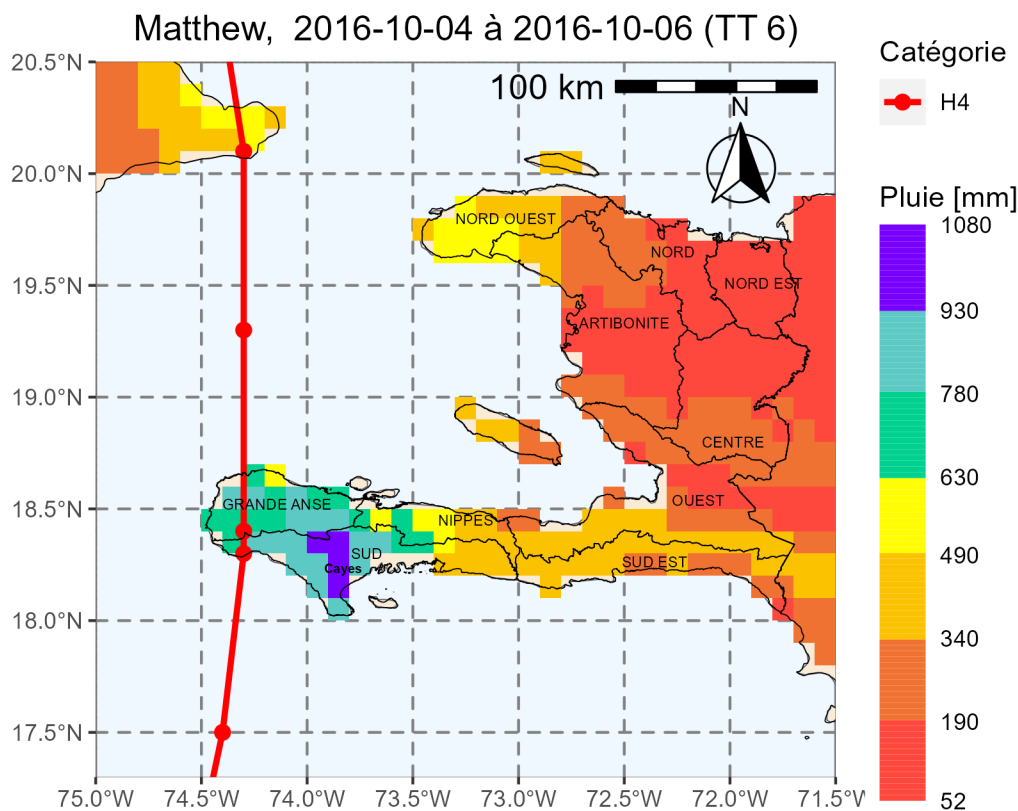 Matthew,  2016-10-04 à 2016-10-06 (TT 6)
20.5°N
20.0°N
19.5°N
19.0°N
18.5°N
18.0°N
17.5°N
100 km
N
NORD OUEST
NORD
NORD EST
ARTIBONITE
CENTRE
GRANDE ANSE
OUEST
NIPPES
SUD
SUD EST
Cayes
75.0°W
74.5°W
74.0°W
73.5°W
73.0°W
72.5°W
72.0°W
71.5°W
Catégorie
H4
Pluie [mm]
1080
930
780
630
490
340
190
52